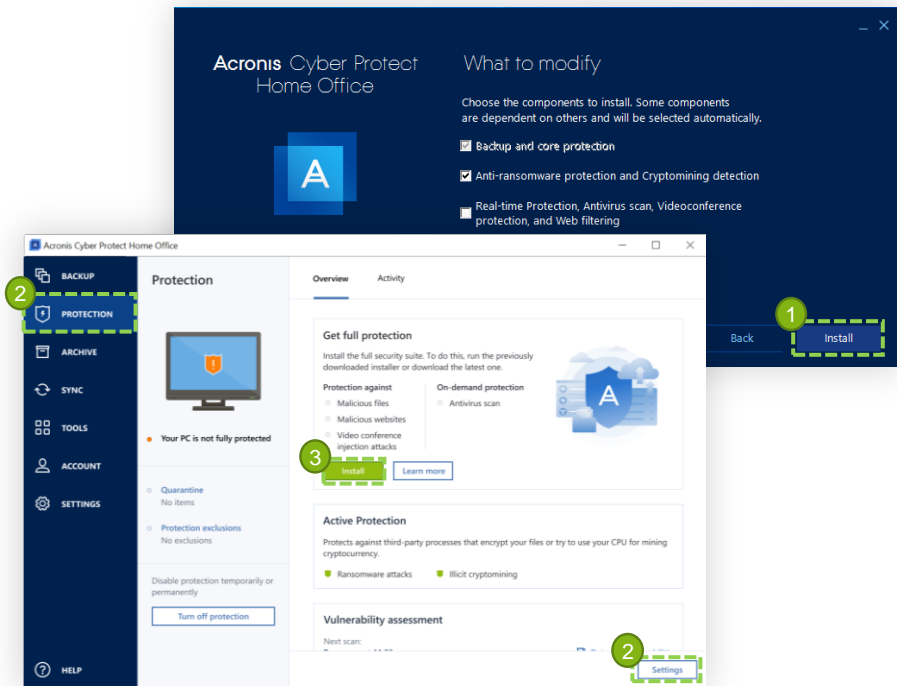 Acronis Cyber Protect
Home Office
What to modify
Choose the components to install. Some components
are dependent on others and will be selected automatically.
Backup and core protection
Anti-ransomware protection and Cryptomining detection
Real-time Protection, Antivirus scan, Videoconference
protection, and Web filtering
1
Back
Install
Acronis Cyber Protect Home Office
BACKUP
2
PROTECTION
ARCHIVE
SYNC
TOOLS
ACCOUNT
SETTINGS
HELP
Protection
Your PC is not fully protected
Quarantine
No items
Protection exclusions
No exclusions
Disable protection temporarily or
permanently
Turn off protection
Overview
Activity
Get full protection
Install the full security suite. To do this, run the previously
downloaded installer or download the latest one.
Protection against
Malicious files
Malicious websites
Video conference
injection attacks
On-demand protection
Antivirus scan
3
Install
Learn more
Active Protection
Protects against third-party processes that encrypt your files or try to use your CPU for mining
cryptocurrency.
Ransomware attacks
Illicit cryptomining
Vulnerability assessment
Next scan:
2
Settings